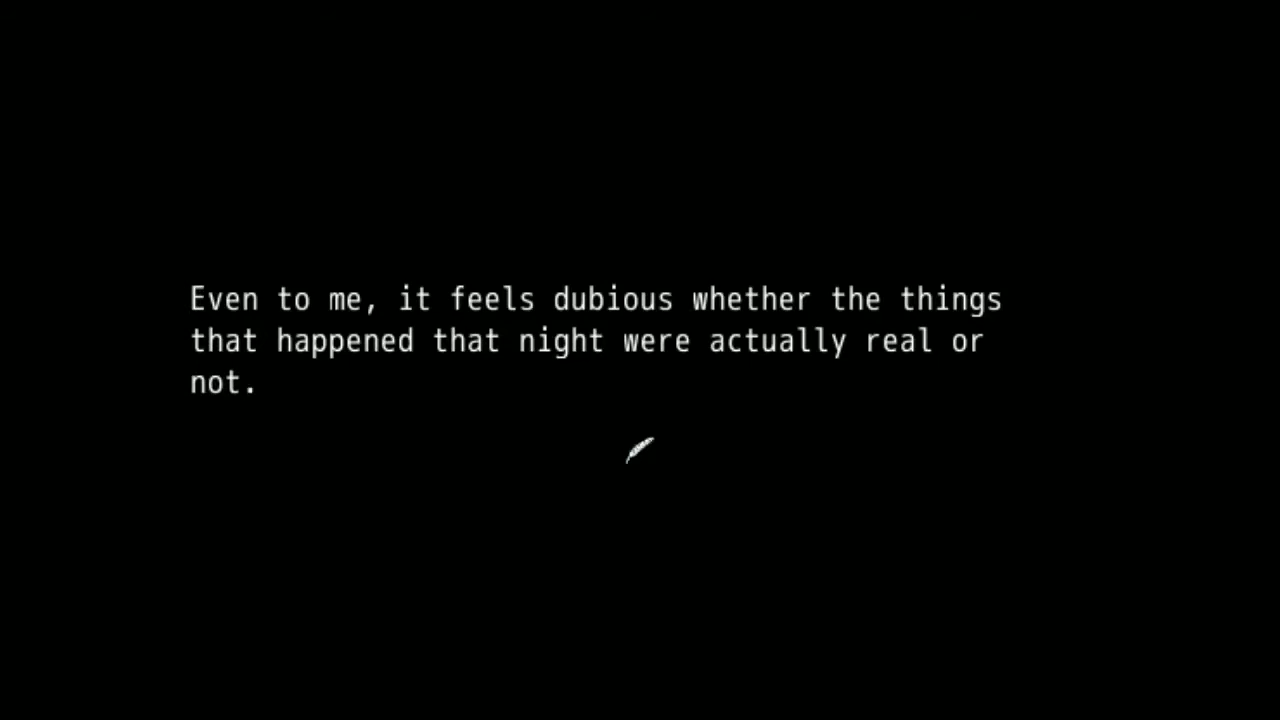 Even to me, it feels dubious whether the things
that happened that night were actually real or
not.